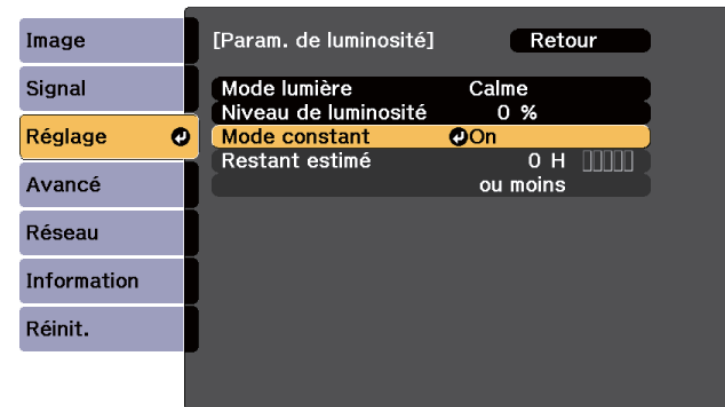 Image
Signal
Réglage
Avancé
Réseau
Information
Réinit.
[Param. de luminosité] Retour
Mode lumière Calme
Niveau de luminosité 0 %
Mode constant On
Restant estimé 0 H
ou moins